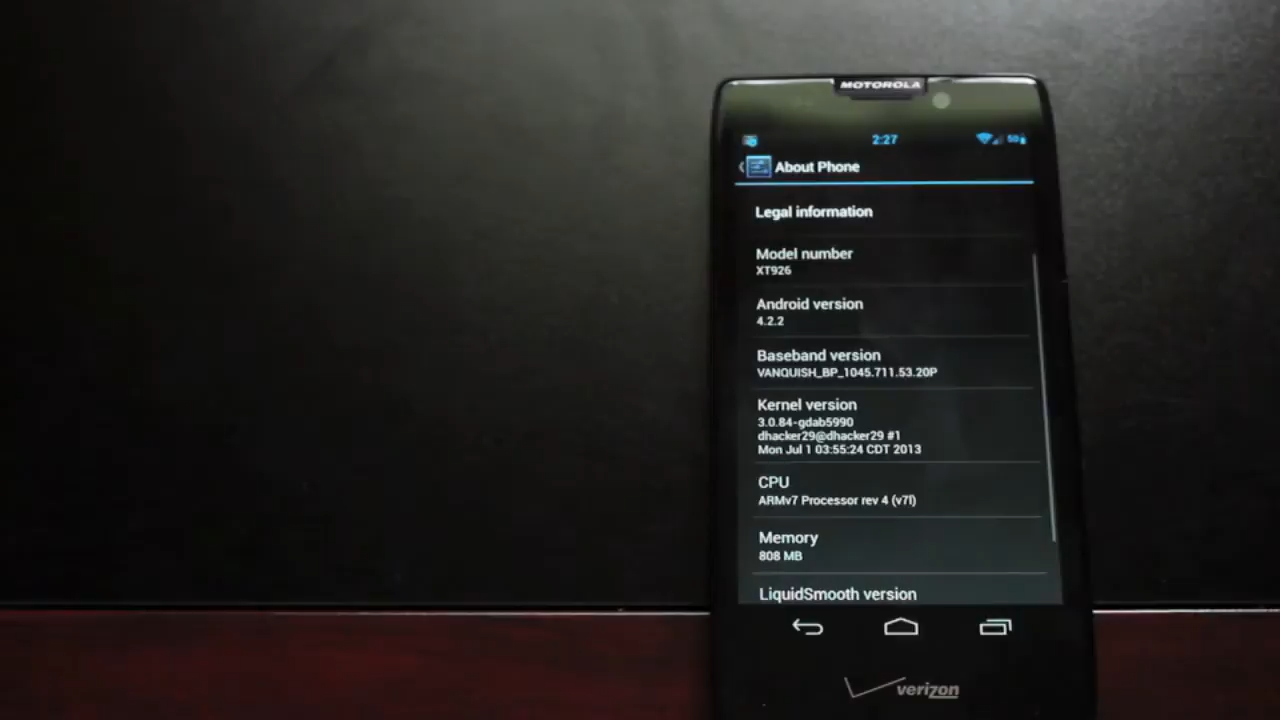 MOTOROLA
2:27
50
About Phone
Legal information
Model number
XT926
Android version
4.2.2
Baseband version
VANQUISH_BP_1045.711.53.20P
Kernel version
3.0.84-gdab5990
dhacker29@dhacker29 #1
Mon Jul 1 03:55:24 CDT 2013
CPU
ARMv7 Processor rev 4 (v7l)
Memory
808 MB
LiquidSmooth version
verizon